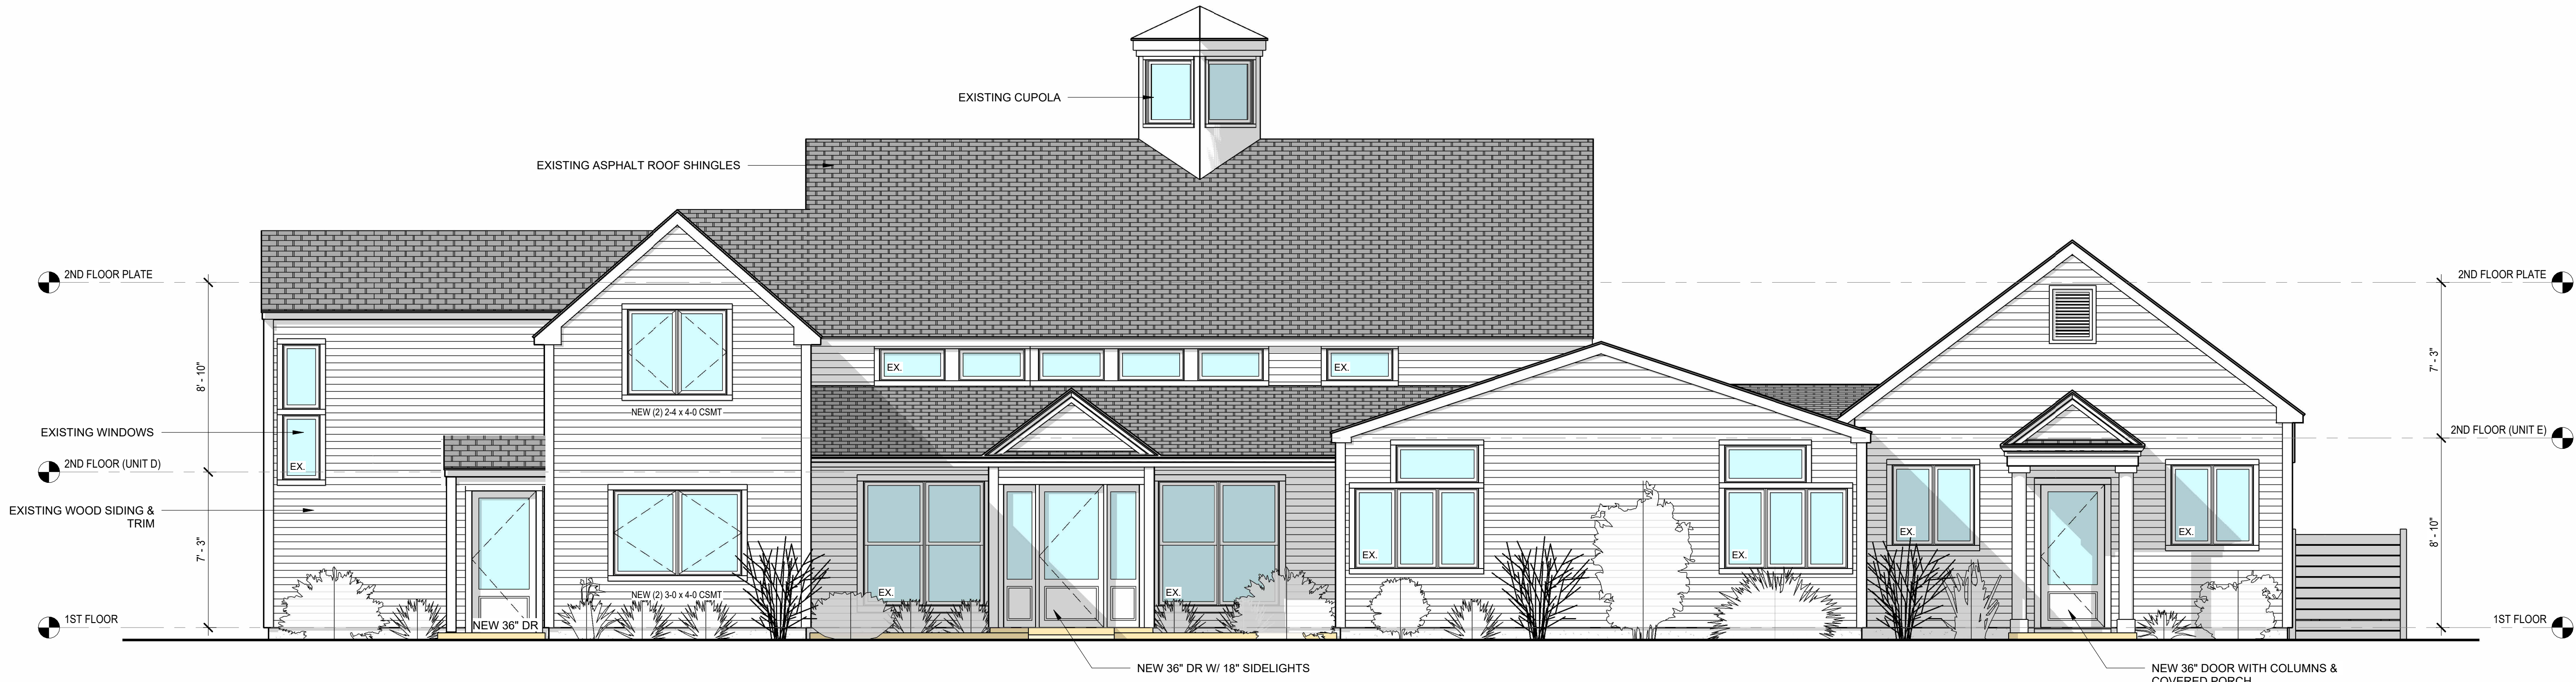 EXISTING CUPOLA
EXISTING ASPHALT ROOF SHINGLES
2ND FLOOR PLATE
2ND FLOOR PLATE
8' - 10"
7' - 3"
EX.
EX.
NEW (2) 2-4 x 4-0 CSMT
EXISTING WINDOWS
2ND FLOOR (UNIT E)
EX.
2ND FLOOR (UNIT D)
EXISTING WOOD SIDING &
TRIM
7' - 3"
8' - 10"
EX.
EX.
EX.
EX.
EX.
EX.
NEW (2) 3-0 x 4-0 CSMT
1ST FLOOR
NEW 36" DR
1ST FLOOR
NEW 36" DR W/ 18" SIDELIGHTS
NEW 36" DOOR WITH COLUMNS &
COVERED PORCH